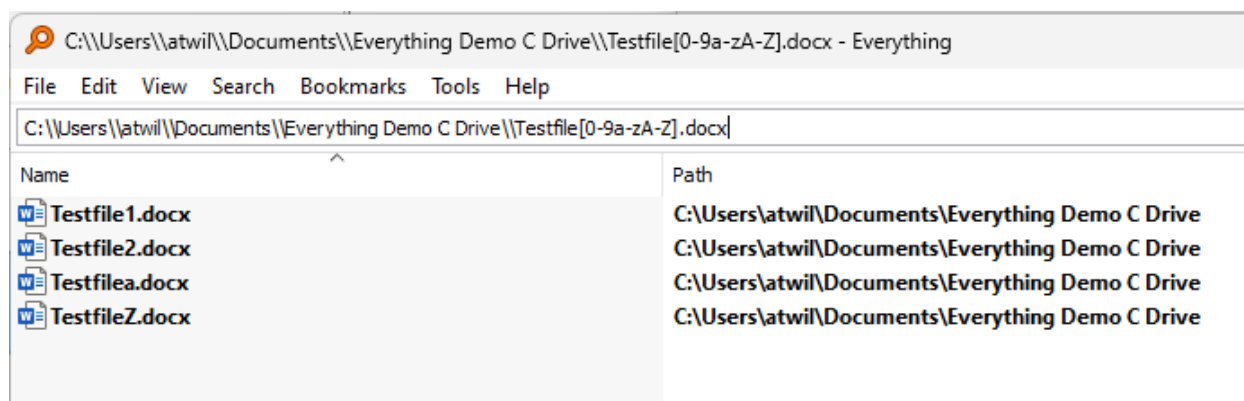 C:\\Users\\atwil\\Documents\\Everything Demo C Drive\\Testfile[0-9a-zA-Z].docx - Everything
File Edit View Search Bookmarks Tools Help
C:\\Users\\atwil\\Documents\\Everything Demo C Drive\\Testfile[0-9a-zA-Z].docx
Name Path
Testfile1.docx C:\Users\atwil\Documents\Everything Demo C Drive
Testfile2.docx C:\Users\atwil\Documents\Everything Demo C Drive
Testfilea.docx C:\Users\atwil\Documents\Everything Demo C Drive
TestfileZ.docx C:\Users\atwil\Documents\Everything Demo C Drive